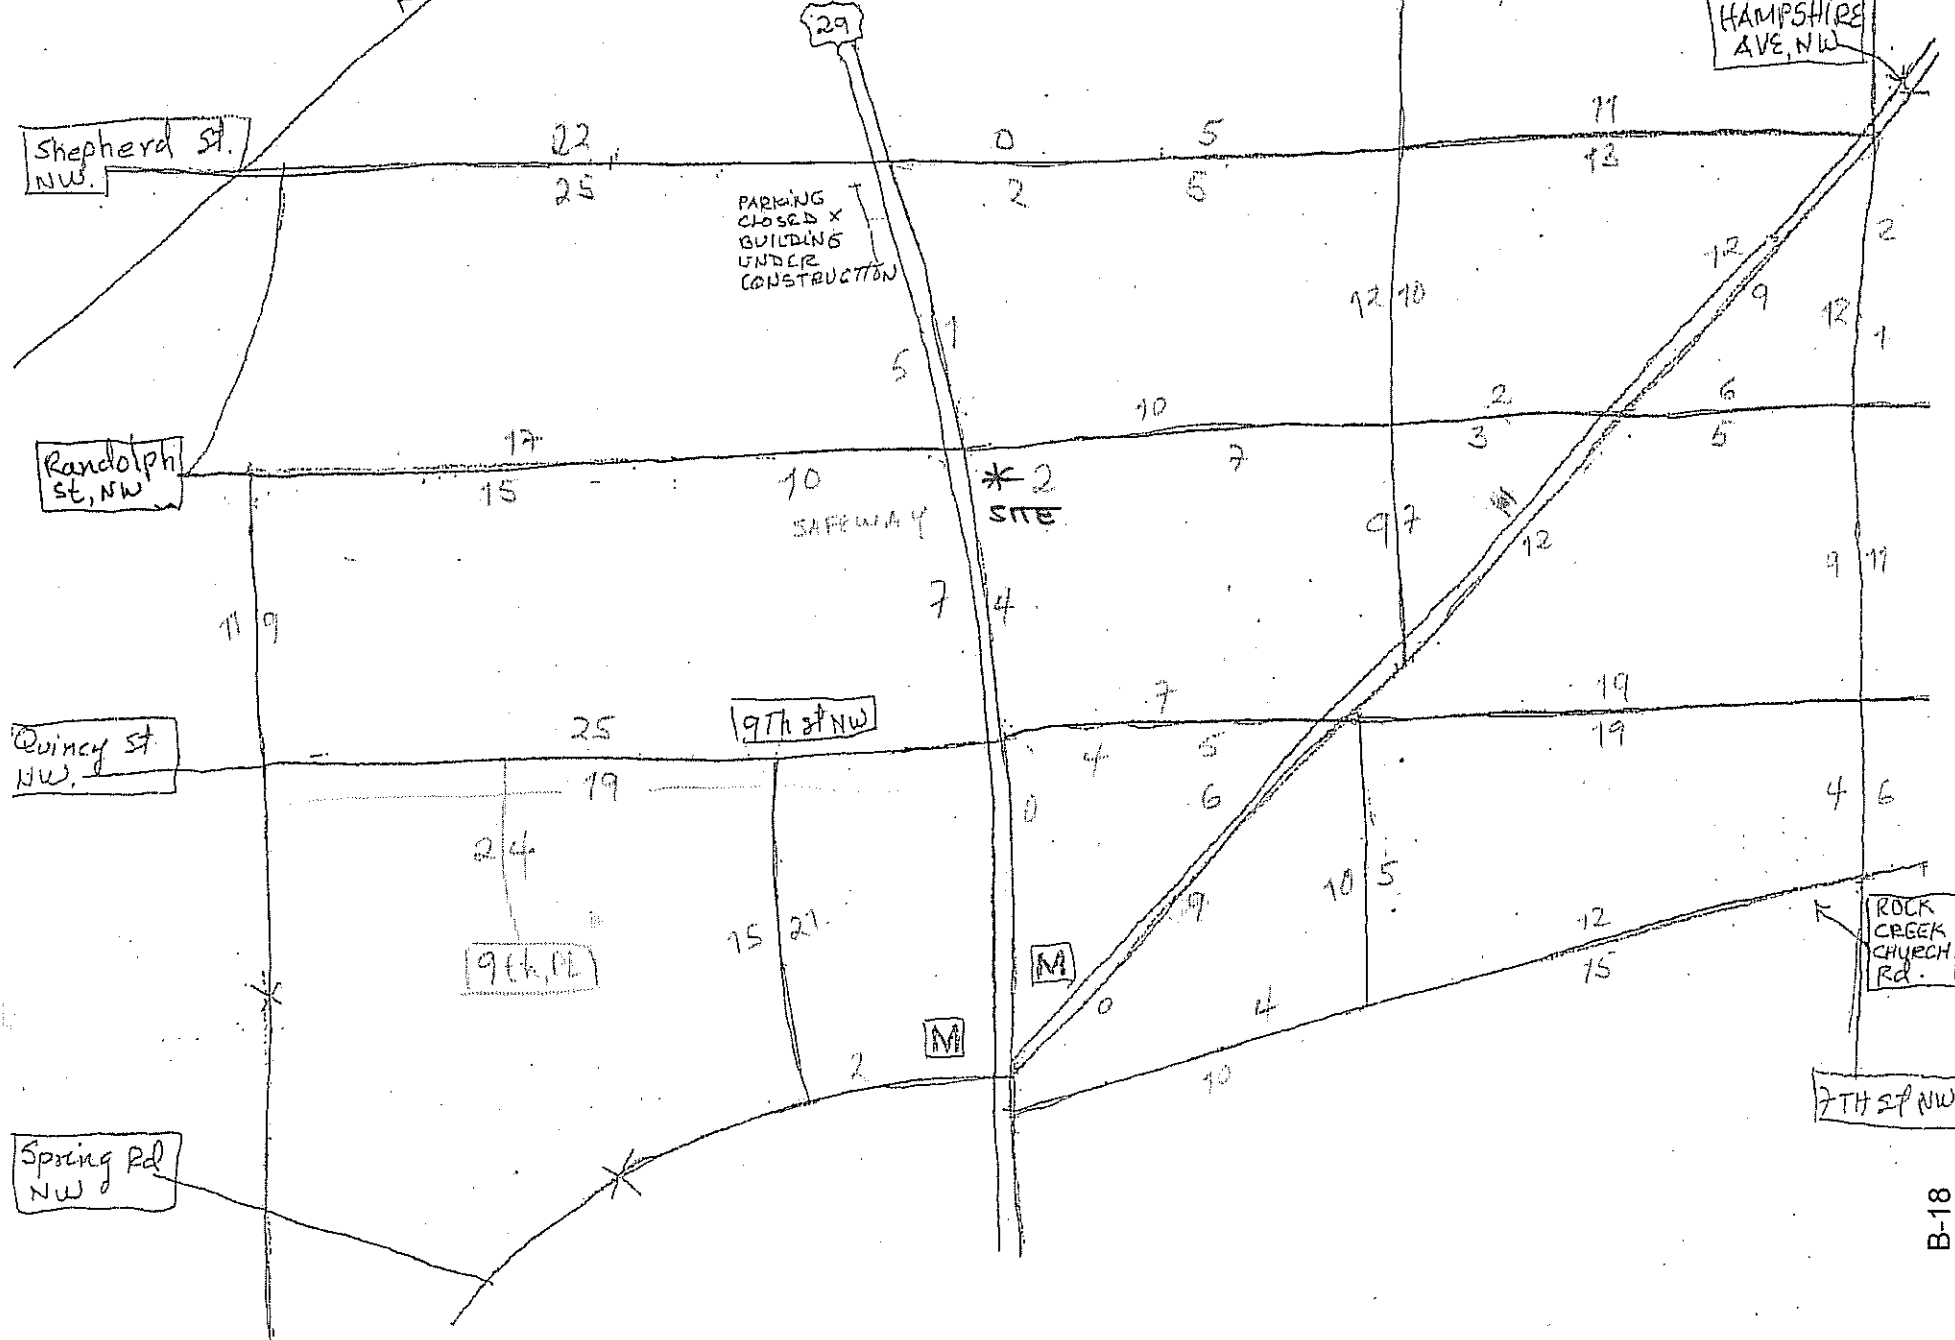 29
HAMPSHIRE
AVE, NW
Shepherd St.
NW.
22
25
0
2
5
5
11
13
PARKING
CLOSED X
BUILDING
UNDER
CONSTRUCTION
12
9
2
12 10
12
1
1
5
Randolph
St, NW
17
15
10
10
7
2
3
6
5
* 2
SITE
SAFEWAY
9 7
12
9 11
7
4
11 9
Quincy St
NW.
25
19
9Th st NW
7
4
5
19
19
0
6
4 6
2 4
10 5
9
15 21
9th, Pl
M
0
12
15
ROCK
CREEK
CHURCH
Rd.
M
2
4
10
7TH ST NW
Spring Rd
NW
B-18